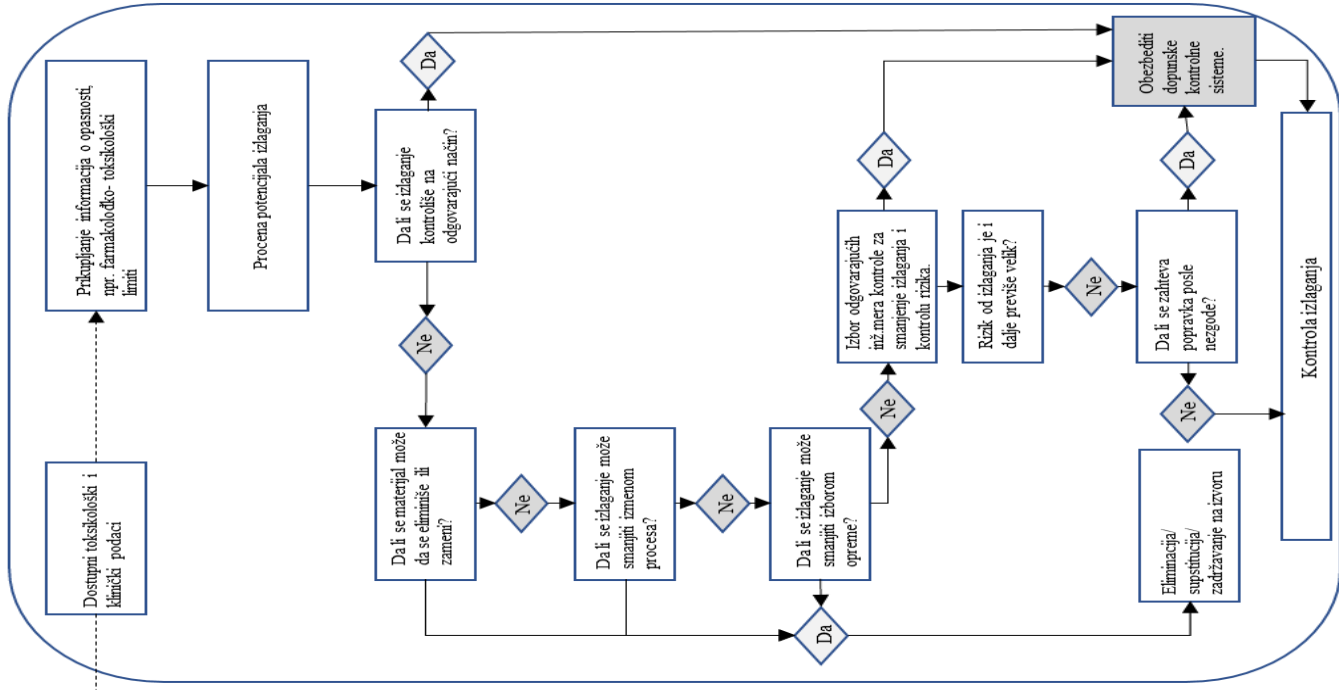 Dostupni toksikološki i
klinički podaci
Prikupljanje informacija o opasnosti,
npr. farmakolođko- toksikološki
limiti
Procena potencijala izlaganja
Da li se izlaganje
kontroliše na
odgovarajući način?
Da
Ne
Da li se materijal može
da se eliminiše ili
zameni?
Ne
Da li se izlaganje može
smanjiti izmenom
procesa?
Ne
Da li se izlaganje može
smanjiti izborom
opreme?
Da
Ne
Izbor odgovarajućih
inž.mera kontrole za
smanjenje izlaganja i
kontrolu rizika.
Da
Rizik od izlaganja je i
dalje previše velik?
Ne
Da li se zahteva
popravka posle
nezgode?
Da
Ne
Eliminacija/
supstitucija/
zadržavanje na izvoru
Obezbediti
dopunske
kontrolne
sisteme.
Kontrola izlaganja